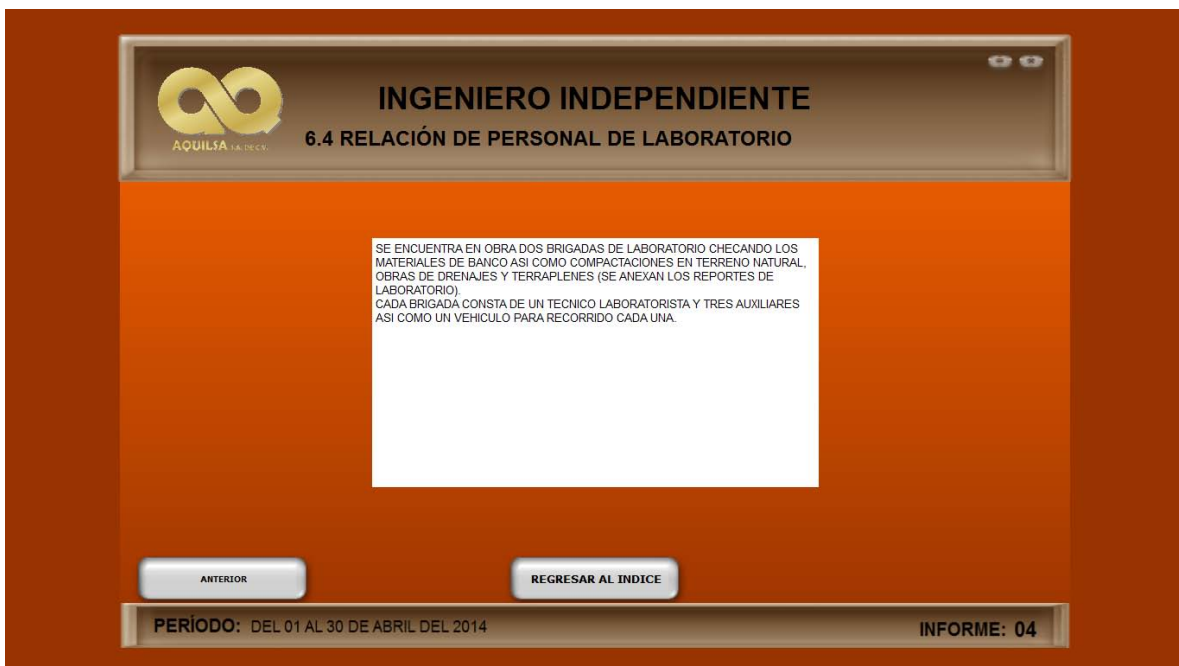 INGENIERO INDEPENDIENTE
AQUILSA S.A. DE C.V.
6.4 RELACIÓN DE PERSONAL DE LABORATORIO
SE ENCUENTRA EN OBRA DOS BRIGADAS DE LABORATORIO CHECANDO LOS
MATERIALES DE BANCO ASI COMO COMPACTACIONES EN TERRENO NATURAL,
OBRAS DE DRENAJES Y TERRAPLENES (SE ANEXAN LOS REPORTES DE
LABORATORIO).
CADA BRIGADA CONSTA DE UN TECNICO LABORATORISTA Y TRES AUXILIARES
ASI COMO UN VEHICULO PARA RECORRIDO CADA UNA.
ANTERIOR
REGRESAR AL INDICE
PERÍODO: DEL 01 AL 30 DE ABRIL DEL 2014
INFORME: 04